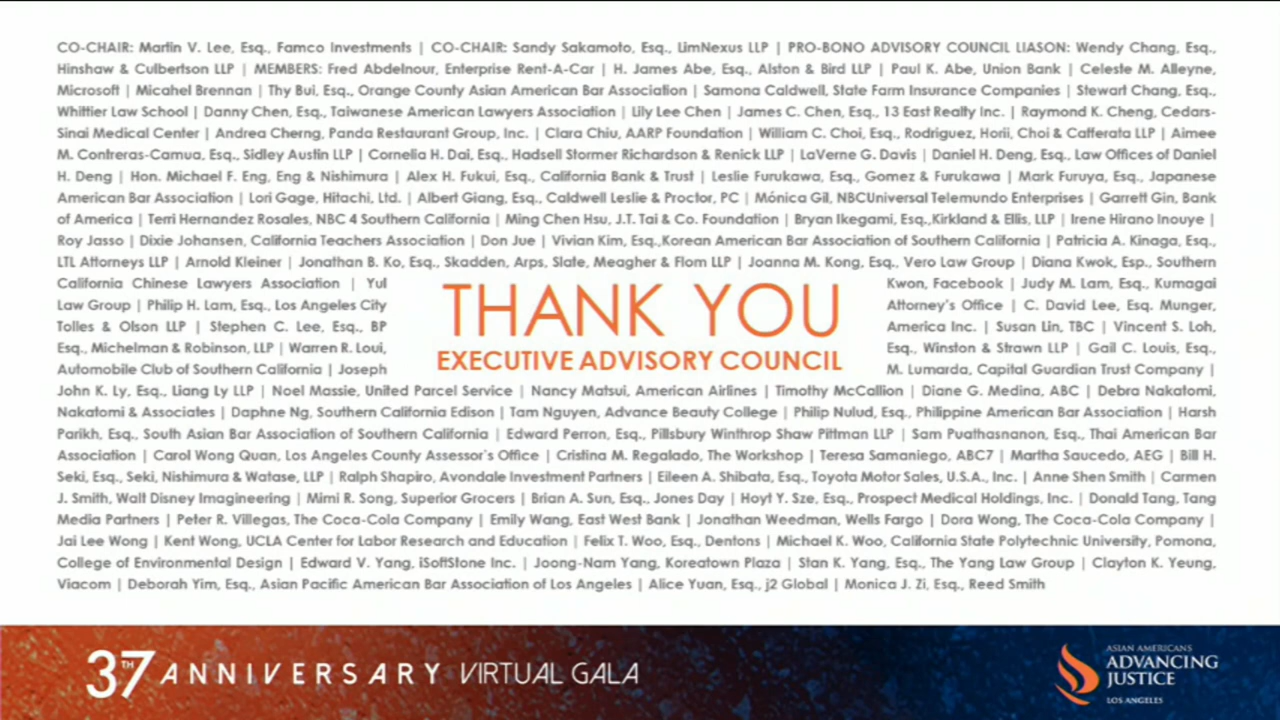 CO-CHAIR: Martin V. Lee, Esq., Famco Investments | CO-CHAIR: Sandy Sakamoto, Esq., LimNexus LLP | PRO-BONO ADVISORY COUNCIL LIASON: Wendy Chang, Esq.,
Hinshaw & Culbertson LLP | MEMBERS: Fred Abdelnour, Enterprise Rent-A-Car | H. James Abe, Esq., Alston & Bird LLP | Paul K. Abe, Union Bank | Celeste M. Alleyne,
Microsoft | Micahel Brennan | Thy Bui, Esq., Orange County Asian American Bar Association | Samona Caldwell, State Farm Insurance Companies | Stewart Chang, Esq.,
Whittier Law School | Danny Chen, Esq., Taiwanese American Lawyers Association | Lily Lee Chen | James C. Chen, Esq., 13 East Realty Inc. | Raymond K. Cheng, Cedars-
Sinai Medical Center | Andrea Cherng, Panda Restaurant Group, Inc. | Clara Chiu, AARP Foundation | William C. Choi, Esq., Rodriguez, Horii, Choi & Cafferata LLP | Aimee
M. Contreras-Camua, Esq., Sidley Austin LLP | Cornelia H. Dai, Esq., Hadsell Stormer Richardson & Renick LLP | LaVerne G. Davis | Daniel H. Deng, Esq., Law Offices of Daniel
H. Deng | Hon. Michael F. Eng, Eng & Nishimura | Alex H. Fukui, Esq., California Bank & Trust | Leslie Furukawa, Esq., Gomez & Furukawa | Mark Furuya, Esq., Japanese
American Bar Association | Lori Gage, Hitachi, Ltd. | Albert Giang, Esq., Caldwell Leslie & Proctor, PC | Mónica Gil, NBCUniversal Telemundo Enterprises | Garrett Gin, Bank
of America | Terri Hernandez Rosales, NBC 4 Southern California | Ming Chen Hsu, J.T. Tai & Co. Foundation | Bryan Ikegami, Esq.,Kirkland & Ellis, LLP | Irene Hirano Inouye |
Roy Jasso | Dixie Johansen, California Teachers Association | Don Jue | Vivian Kim, Esq.,Korean American Bar Association of Southern California | Patricia A. Kinaga, Esq.,
LTL Attorneys LLP | Arnold Kleiner | Jonathan B. Ko, Esq., Skadden, Arps, Slate, Meagher & Flom LLP | Joanna M. Kong, Esq., Vero Law Group | Diana Kwok, Esp., Southern
California Chinese Lawyers Association | Yul Kwon, Facebook | Judy M. Lam, Esq., Kumagai
Law Group | Philip H. Lam, Esq., Los Angeles City Attorney's Office | C. David Lee, Esq. Munger,
Tolles & Olson LLP | Stephen C. Lee, Esq., BP America Inc. | Susan Lin, TBC | Vincent S. Loh,
Esq., Michelman & Robinson, LLP | Warren R. Loui, Esq., Winston & Strawn LLP | Gail C. Louis, Esq.,
Automobile Club of Southern California | Joseph M. Lumarda, Capital Guardian Trust Company |
THANK YOU
EXECUTIVE ADVISORY COUNCIL
John K. Ly, Esq., Liang Ly LLP | Noel Massie, United Parcel Service | Nancy Matsui, American Airlines | Timothy McCallion | Diane G. Medina, ABC | Debra Nakatomi,
Nakatomi & Associates | Daphne Ng, Southern California Edison | Tam Nguyen, Advance Beauty College | Philip Nulud, Esq., Philippine American Bar Association | Harsh
Parikh, Esq., South Asian Bar Association of Southern California | Edward Perron, Esq., Pillsbury Winthrop Shaw Pittman LLP | Sam Puathasnanon, Esq., Thai American Bar
Association | Carol Wong Quan, Los Angeles County Assessor's Office | Cristina M. Regalado, The Workshop | Teresa Samaniego, ABC7 | Martha Saucedo, AEG | Bill H.
Seki, Esq., Seki, Nishimura & Watase, LLP | Ralph Shapiro, Avondale Investment Partners | Eileen A. Shibata, Esq., Toyota Motor Sales, U.S.A., Inc. | Anne Shen Smith | Carmen
J. Smith, Walt Disney Imagineering | Mimi R. Song, Superior Grocers | Brian A. Sun, Esq., Jones Day | Hoyt Y. Sze, Esq., Prospect Medical Holdings, Inc. | Donald Tang, Tang
Media Partners | Peter R. Villegas, The Coca-Cola Company | Emily Wang, East West Bank | Jonathan Weedman, Wells Fargo | Dora Wong, The Coca-Cola Company |
Jai Lee Wong | Kent Wong, UCLA Center for Labor Research and Education | Felix T. Woo, Esq., Dentons | Michael K. Woo, California State Polytechnic University, Pomona,
College of Environmental Design | Edward V. Yang, iSoftStone Inc. | Joong-Nam Yang, Koreatown Plaza | Stan K. Yang, Esq., The Yang Law Group | Clayton K. Yeung,
Viacom | Deborah Yim, Esq., Asian Pacific American Bar Association of Los Angeles | Alice Yuan, Esq., j2 Global | Monica J. Zi, Esq., Reed Smith
37TH ANNIVERSARY VIRTUAL GALA
ASIAN AMERICANS
ADVANCING
JUSTICE
LOS ANGELES